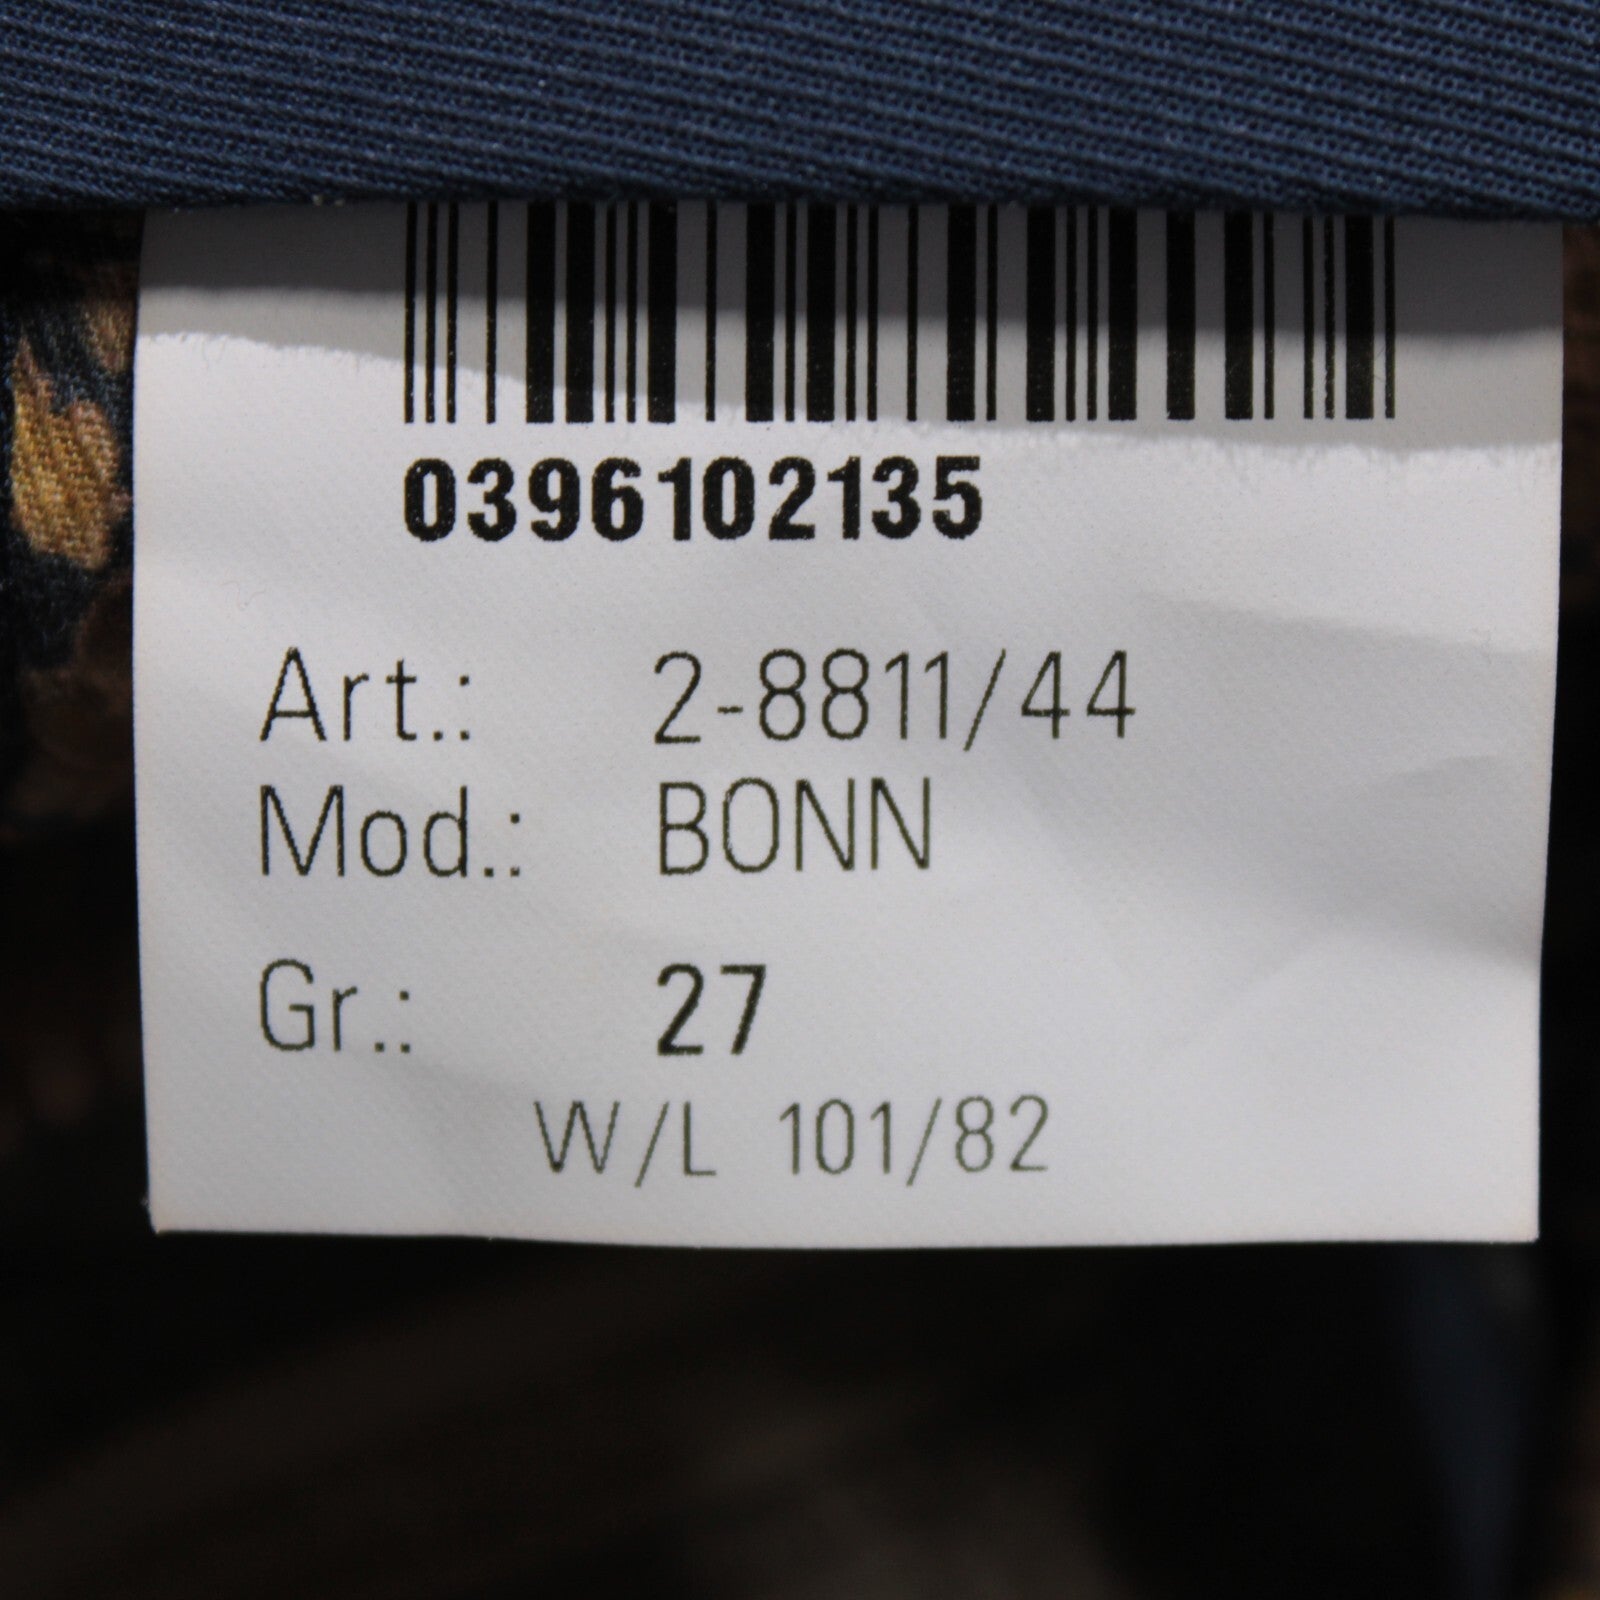 0396102135
Art.: 2-8811/44
Mod.: BONN
Gr.: 27
W/L 101/82